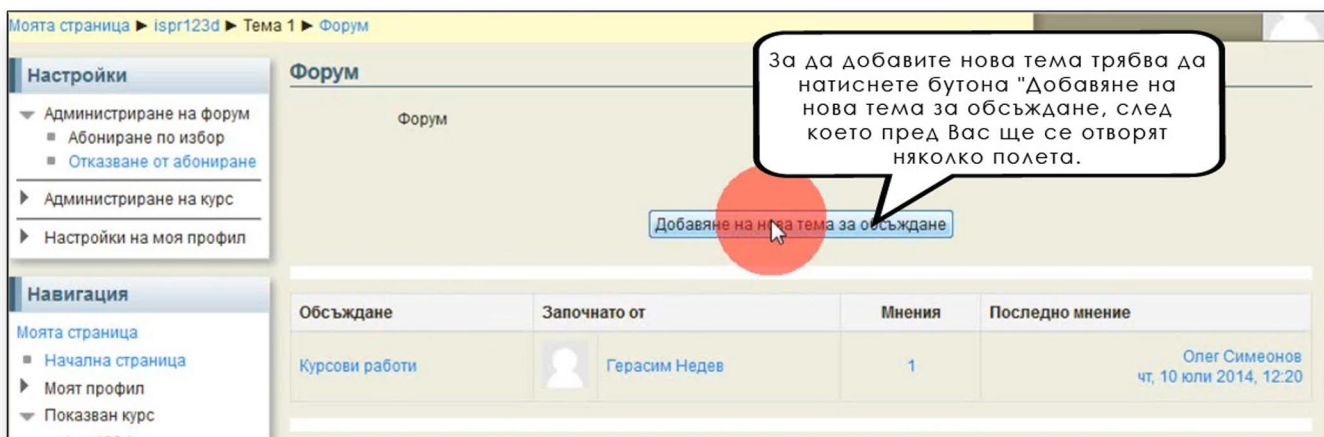 Моята страница ► ispr123d ► Тема 1 ► Форум
Настройки
Администриране на форум
Абониране по избор
Отказване от абониране
Администриране на курс
Настройки на моя профил
Навигация
Моята страница
Начална страница
Моят профил
Показван курс
Форум
Форум
За да добавите нова тема трябва да
натиснете бутона "Добавяне на
нова тема за обсъждане, след
което пред Вас ще се отворят
няколко полета.
Добавяне на нова тема за обсъждане
Обсъждане Започнато от Мнения Последно мнение
Курсови работи Герасим Недев 1 Олег Симеонов
чт, 10 юли 2014, 12:20